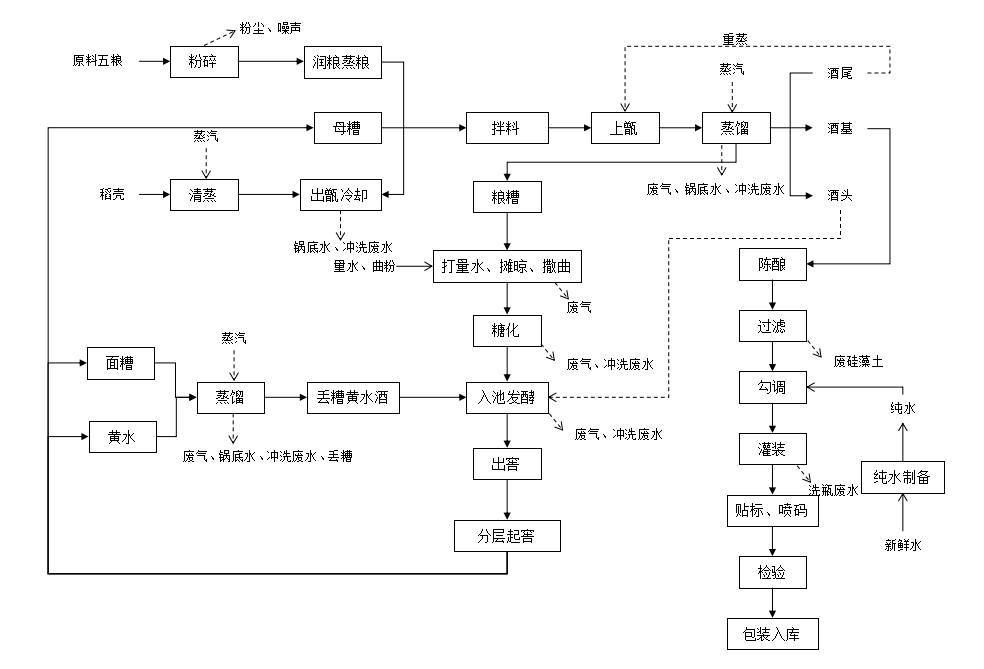 粉尘、噪声
重蒸
原料五粮
粉碎
润粮蒸粮
蒸汽
酒尾
母糟
拌料
上甑
蒸馏
酒基
蒸汽
稻壳
清蒸
出甑冷却
粮糟
废气、锅底水、冲洗废水
酒头
锅底水、冲洗废水
量水、曲粉
打量水、摊晾、撒曲
陈酿
废气
糖化
过滤
蒸汽
面糟
废气、冲洗废水
废硅藻土
蒸馏
丢糟黄水酒
入池发酵
勾调
纯水
黄水
废气、冲洗废水
废气、锅底水、冲洗废水、丢糟
灌装
出窖
纯水制备
洗瓶废水
贴标、喷码
分层起窖
新鲜水
检验
包装入库